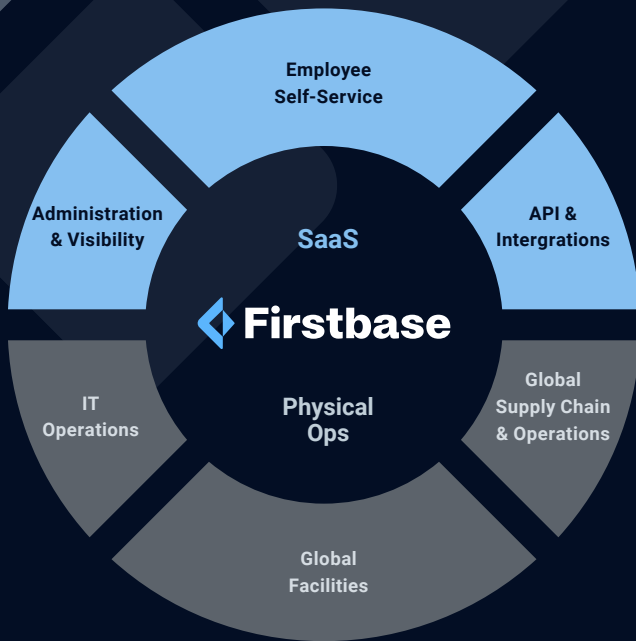 Employee
Self-Service
Administration
& Visibility
API &
Intergrations
SaaS
Firstbase
Physical
Ops
IT
Operations
Global
Supply Chain
& Operations
Global
Facilities